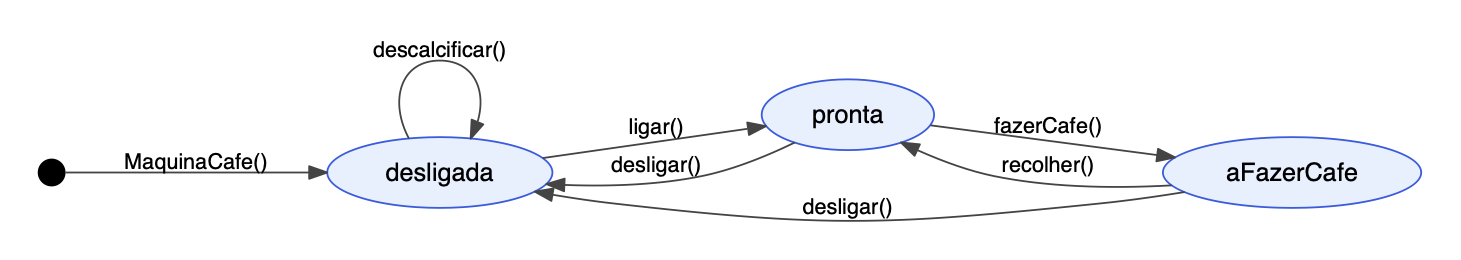 descalcificar()
MaquinaCafe()
desligada
ligar()
desligar()
pronta
fazerCafe()
recolher()
aFazerCafe
desligar()